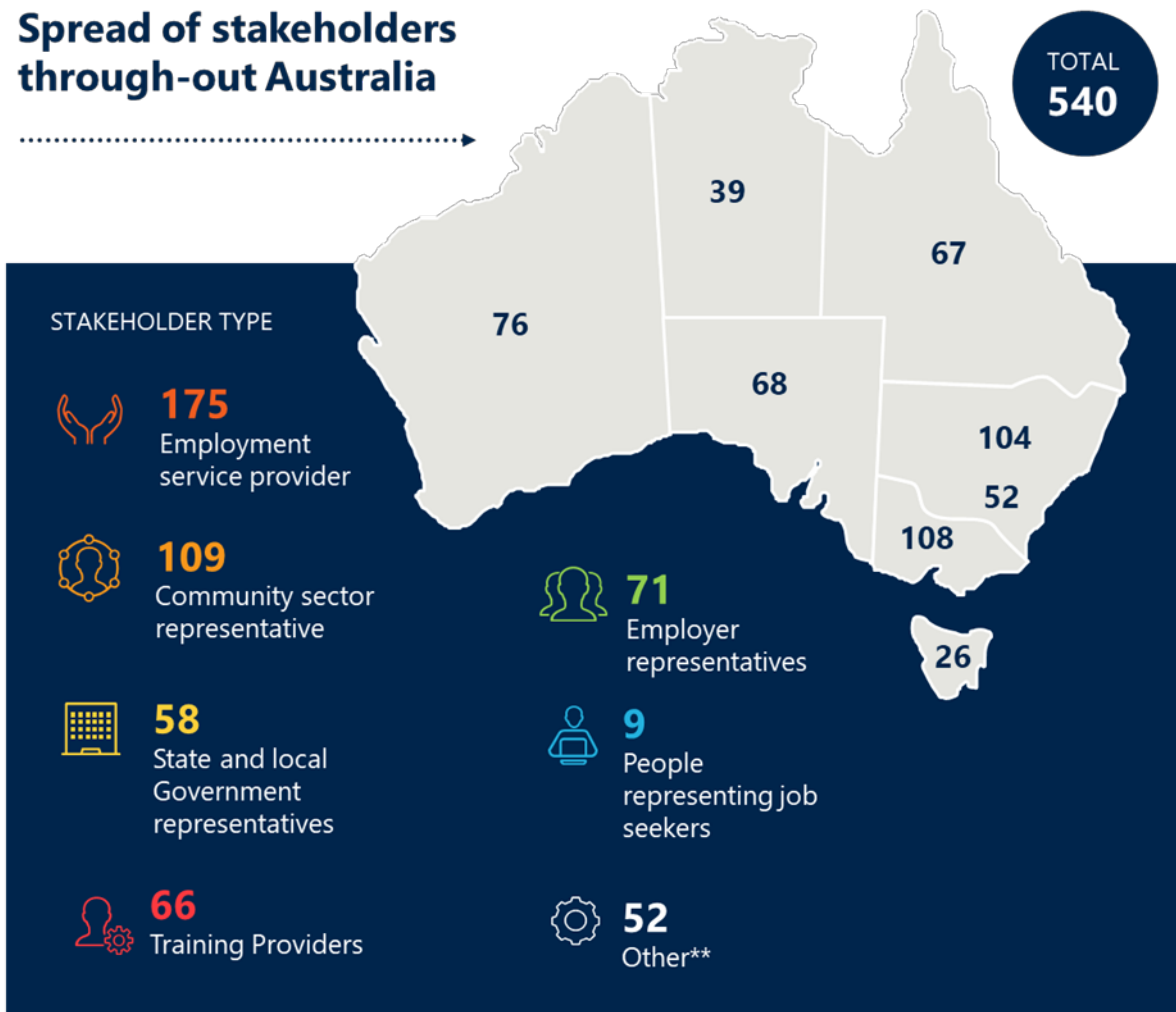 Spread of stakeholders
through-out Australia
TOTAL
540
39
67
76
68
104
52
108
26
STAKEHOLDER TYPE
175
Employment
service provider
109
Community sector
representative
58
State and local
Government
representatives
66
Training Providers
71
Employer
representatives
9
People
representing job
seekers
52
Other**